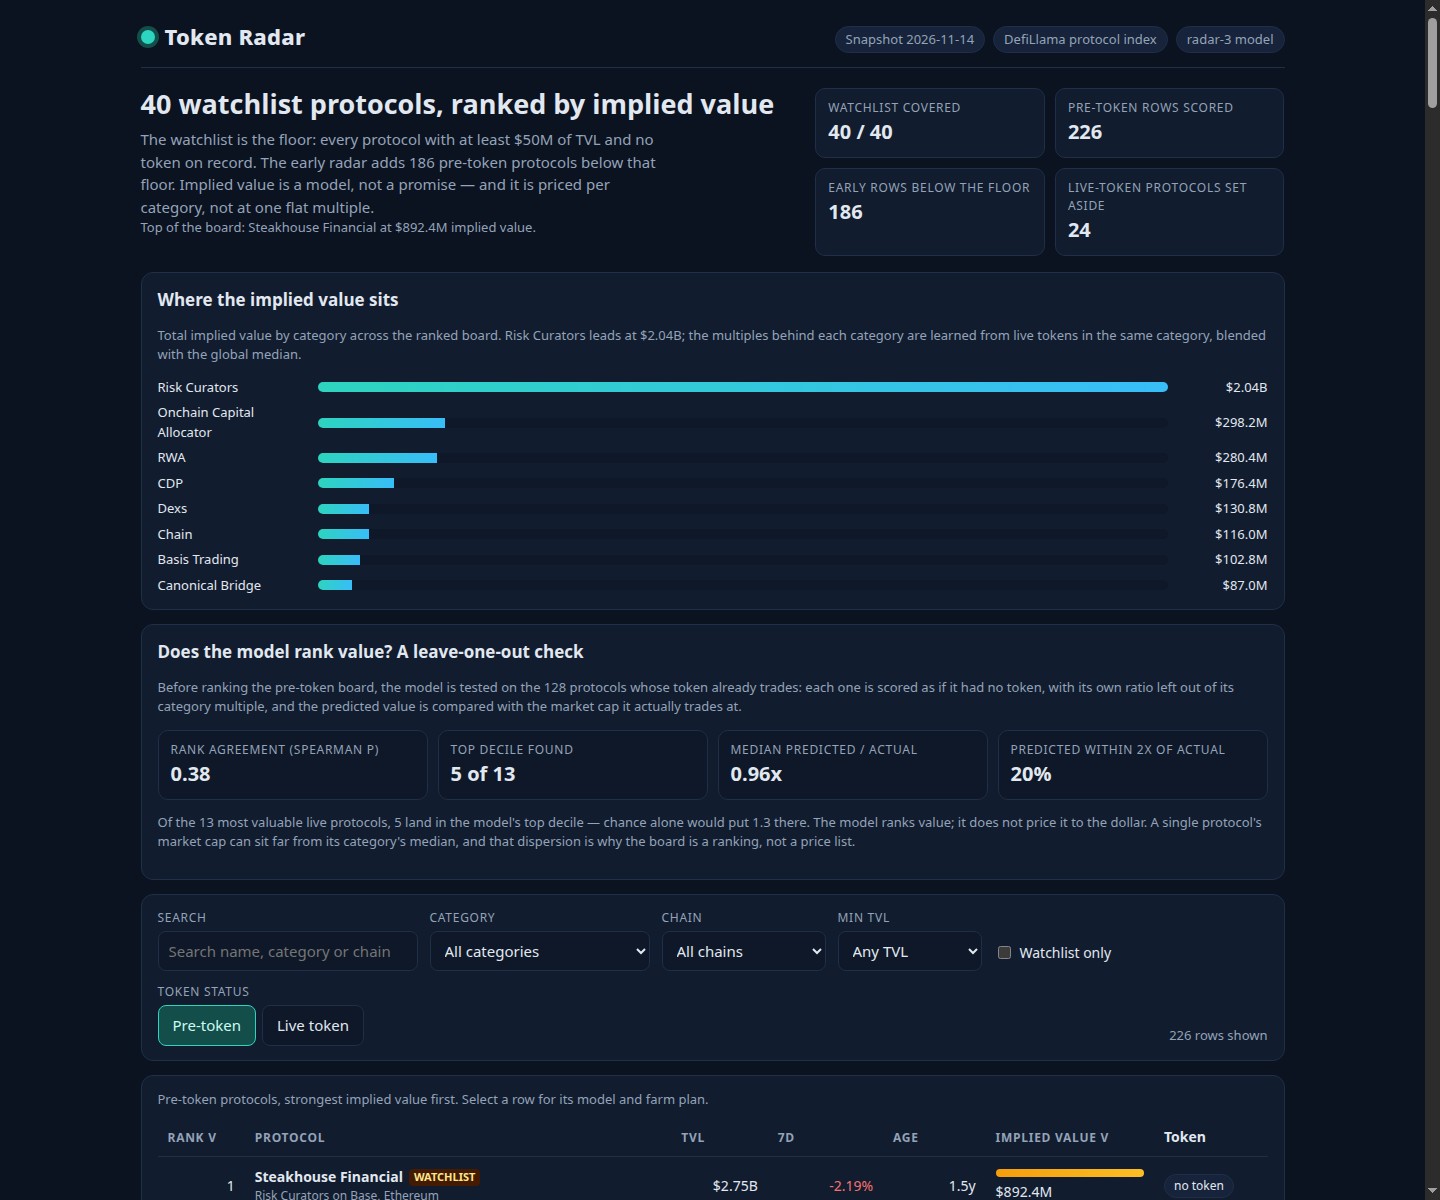 Token Radar
Snapshot 2026-11-14
DefiLlama protocol index
radar-3 model
40 watchlist protocols, ranked by implied value
The watchlist is the floor: every protocol with at least $50M of TVL and no
token on record. The early radar adds 186 pre-token protocols below that
floor. Implied value is a model, not a promise — and it is priced per
category, not at one flat multiple.
Top of the board: Steakhouse Financial at $892.4M implied value.
WATCHLIST COVERED
40 / 40
PRE-TOKEN ROWS SCORED
226
EARLY ROWS BELOW THE FLOOR
186
LIVE-TOKEN PROTOCOLS SET
ASIDE
24
Where the implied value sits
Total implied value by category across the ranked board. Risk Curators leads at $2.04B; the multiples behind each category are learned from live tokens in the same category, blended
with the global median.
Risk Curators $2.04B
Onchain Capital
Allocator $298.2M
RWA $280.4M
CDP $176.4M
Dexs $130.8M
Chain $116.0M
Basis Trading $102.8M
Canonical Bridge $87.0M
Does the model rank value? A leave-one-out check
Before ranking the pre-token board, the model is tested on the 128 protocols whose token already trades: each one is scored as if it had no token, with its own ratio left out of its
category multiple, and the predicted value is compared with the market cap it actually trades at.
RANK AGREEMENT (SPEARMAN Ρ)
0.38
TOP DECILE FOUND
5 of 13
MEDIAN PREDICTED / ACTUAL
0.96x
PREDICTED WITHIN 2X OF ACTUAL
20%
Of the 13 most valuable live protocols, 5 land in the model's top decile — chance alone would put 1.3 there. The model ranks value; it does not price it to the dollar. A single protocol's
market cap can sit far from its category's median, and that dispersion is why the board is a ranking, not a price list.
SEARCH
Search name, category or chain
CATEGORY
All categories
CHAIN
All chains
MIN TVL
Any TVL
Watchlist only
TOKEN STATUS
Pre-token
Live token
226 rows shown
Pre-token protocols, strongest implied value first. Select a row for its model and farm plan.
RANK V PROTOCOL TVL 7D AGE IMPLIED VALUE V Token
1 Steakhouse Financial WATCHLIST $2.75B -2.19% 1.5y $892.4M no token
Risk Curators on Base, Ethereum